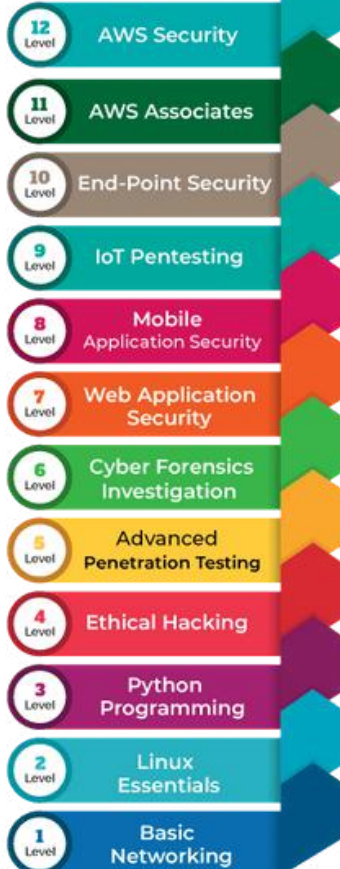 12
Level
AWS Security
11
Level
AWS Associates
10
Level
End-Point Security
9
Level
IoT Pentesting
8
Level
Mobile
Application Security
7
Level
Web Application
Security
6
Level
Cyber Forensics
Investigation
5
Level
Advanced
Penetration Testing
4
Level
Ethical Hacking
3
Level
Python
Programming
2
Level
Linux
Essentials
1
Level
Basic
Networking